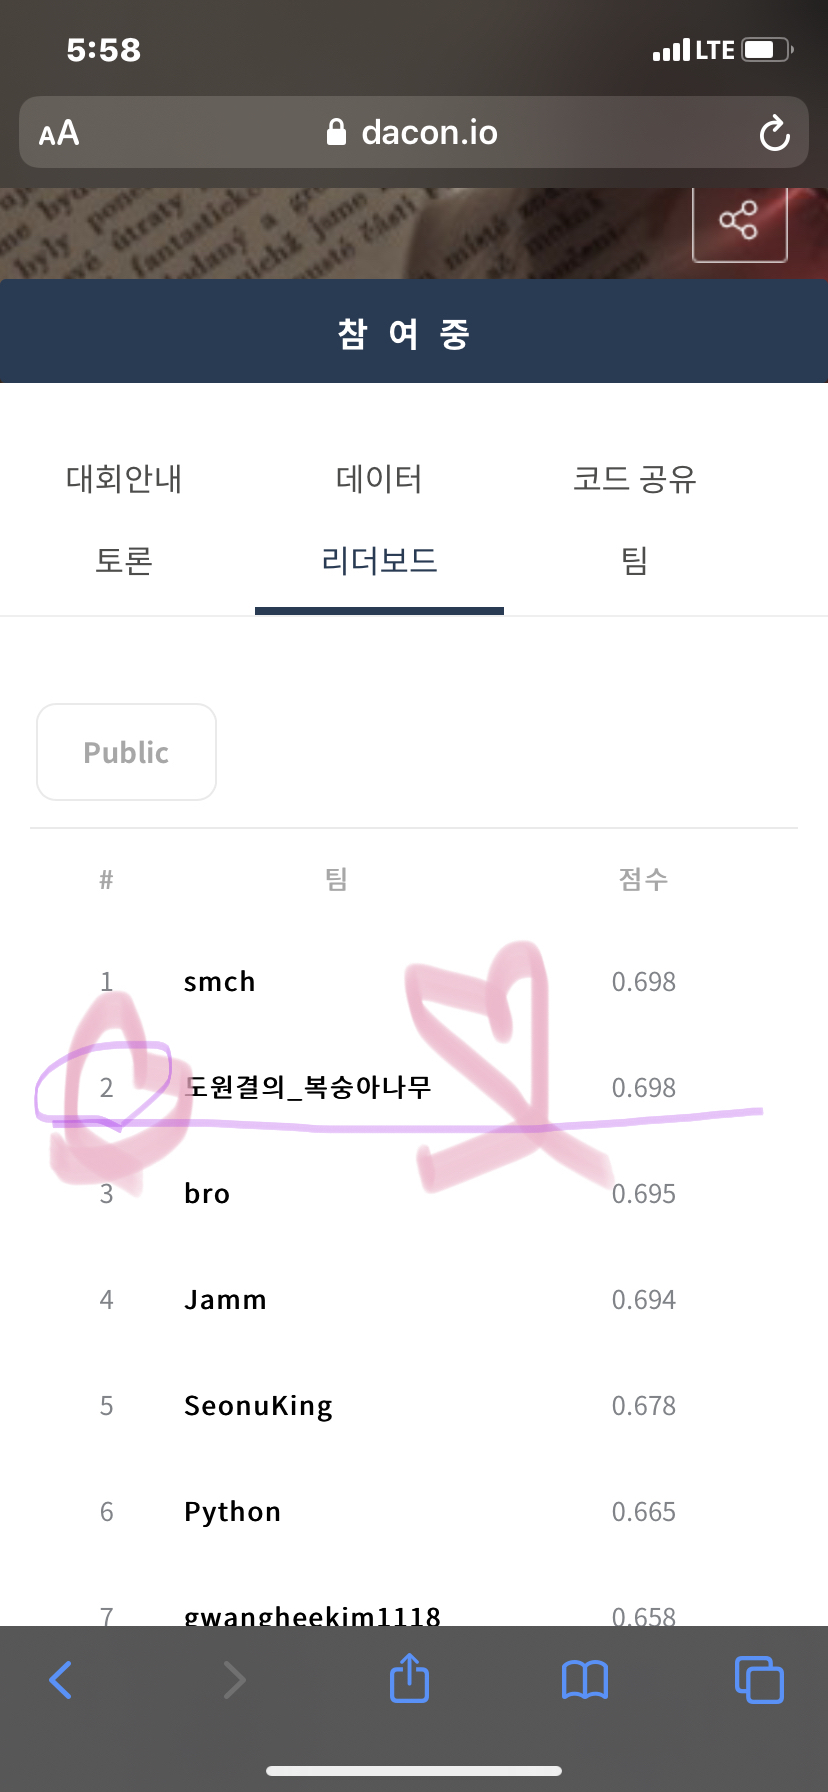 5:58 LTE
AA dacon.io
참여중
대회안내 데이터 코드 공유
토론 리더보드 팀
Public
# 팀 점수
1 smch 0.698
2 도원결의_복숭아나무 0.698
3 bro 0.695
4 Jamm 0.694
5 SeonuKing 0.678
6 Python 0.665
7 gwangheekim1118 0.658